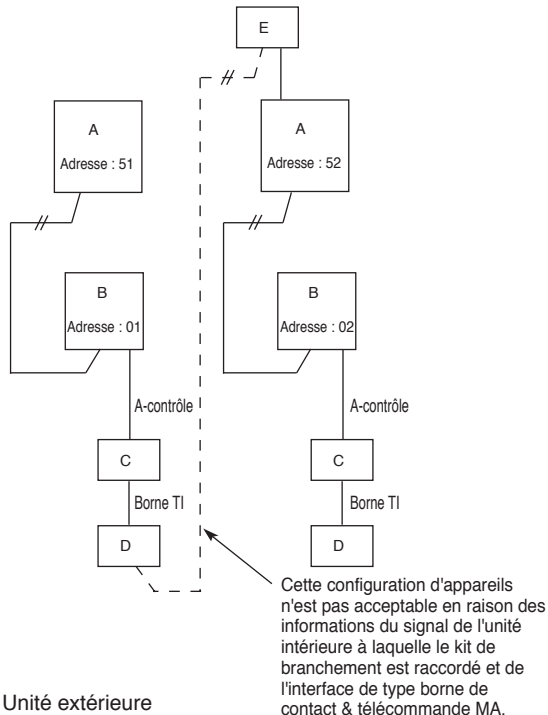 E
A
Adresse : 51
A
Adresse : 52
B
Adresse : 01
B
Adresse : 02
A-contrôle
A-contrôle
C
C
Borne TI
Borne TI
D
D
Cette configuration d'appareils
n'est pas acceptable en raison des
informations du signal de l'unité
intérieure à laquelle le kit de
branchement est raccordé et de
l'interface de type borne de
contact & télécommande MA.
Unité extérieure